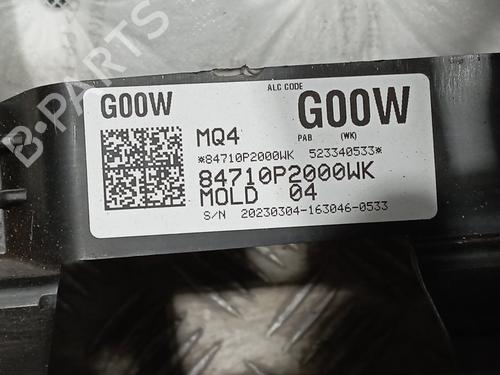 B-PARTS
ALC CODE
G00W
G00W
MQ4
PAB (WK)
*84710P2000WK 523340533*
84710P2000WK
MOLD 04
S/N 20230304-163046-0533